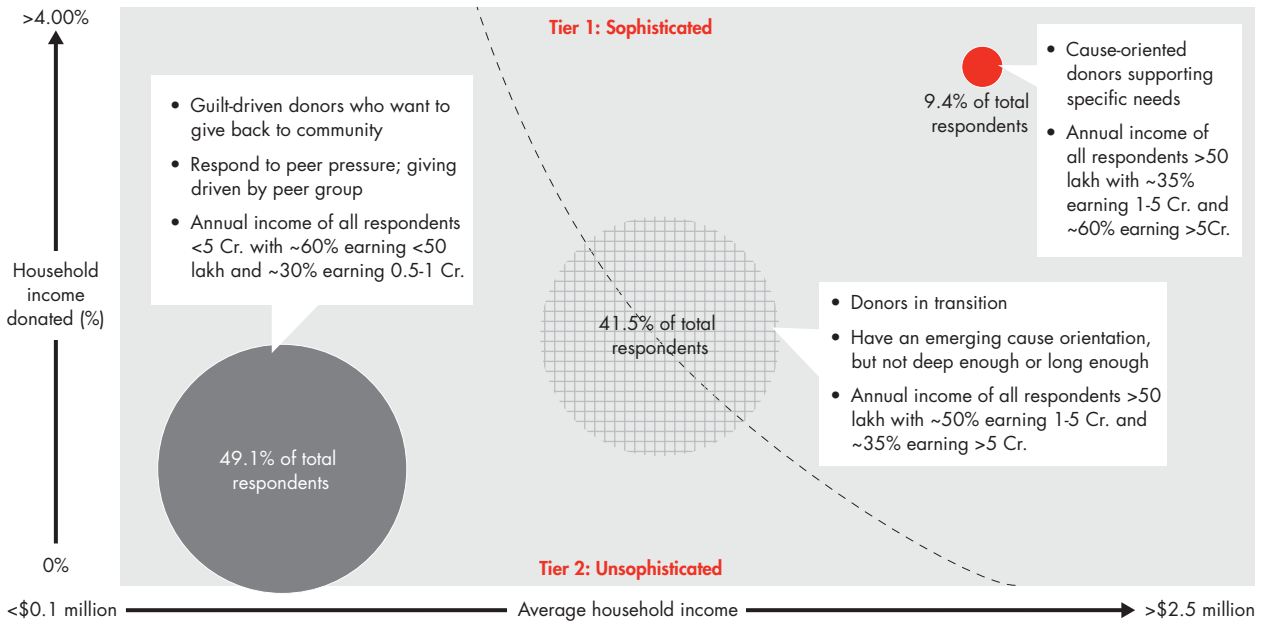 >4.00%
Tier 1: Sophisticated
• Guilt-driven donors who want to
give back to community
• Respond to peer pressure; giving
driven by peer group
• Annual income of all respondents
<5 Cr. with ~60% earning <50
lakh and ~30% earning 0.5-1 Cr.
9.4% of total
respondents
• Cause-oriented
donors supporting
specific needs
• Annual income of
all respondents >50
lakh with ~35%
earning 1-5 Cr. and
~60% earning >5Cr.
Household
income
donated (%)
41.5% of total
respondents
• Donors in transition
• Have an emerging cause orientation,
but not deep enough or long enough
• Annual income of all respondents >50
lakh with ~50% earning 1-5 Cr. and
~35% earning >5 Cr.
49.1% of total
respondents
0%
Tier 2: Unsophisticated
<$0.1 million
Average household income
>$2.5 million